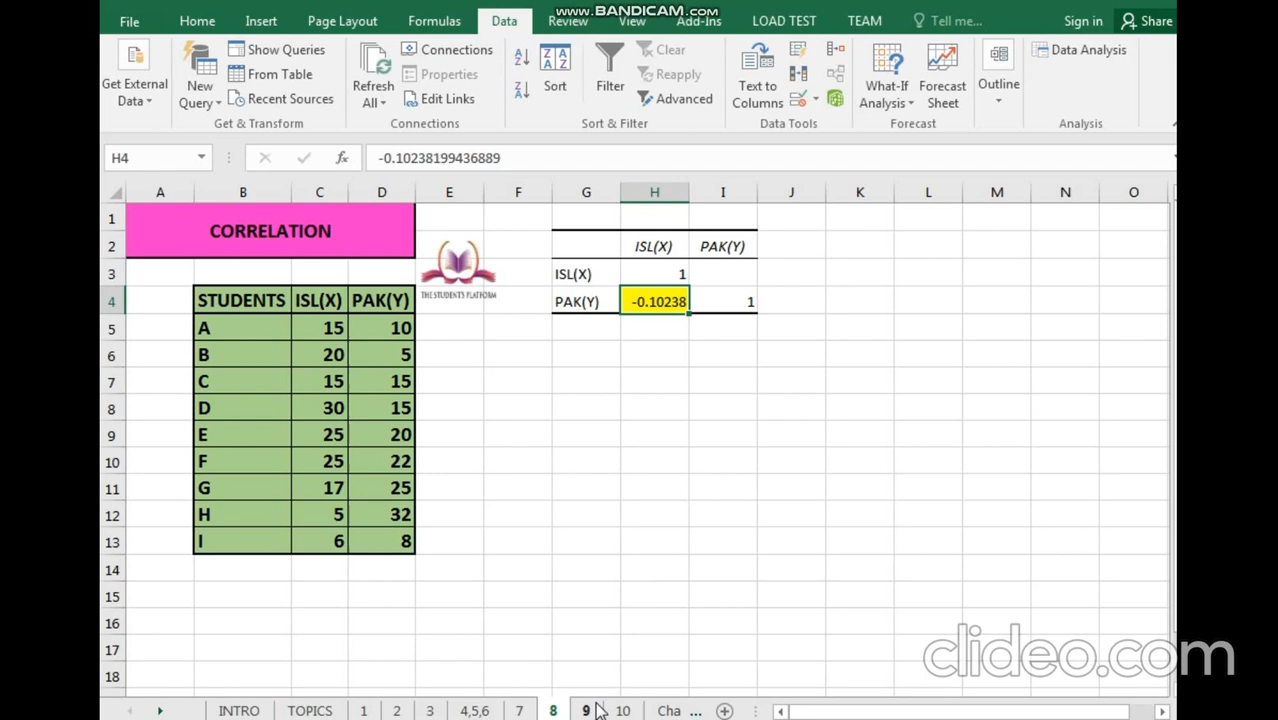 www.BANDICAM.com
File Home Insert Page Layout Formulas Data Review View Add-Ins LOAD TEST TEAM Tell me... Sign in Share
Get External Data
New Query
Show Queries
From Table
Recent Sources
Get & Transform
Refresh All
Connections
Properties
Edit Links
Connections
Sort
Filter
Clear
Reapply
Advanced
Sort & Filter
Text to Columns
Data Tools
What-If Analysis
Forecast Sheet
Forecast
Outline
Data Analysis
Analysis
H4 fx -0.10238199436889
A B C D E F G H I J K L M N O
1
CORRELATION
2 ISL(X) PAK(Y)
3 ISL(X) 1
THE STUDENTS PLATFORM
4 STUDENTS ISL(X) PAK(Y) PAK(Y) -0.10238 1
5 A 15 10
6 B 20 5
7 C 15 15
8 D 30 15
9 E 25 20
10 F 25 22
11 G 17 25
12 H 5 32
13 I 6 8
14
15
16
17
18
clideo.com
INTRO TOPICS 1 2 3 4,5,6 7 8 9 10 Cha ...